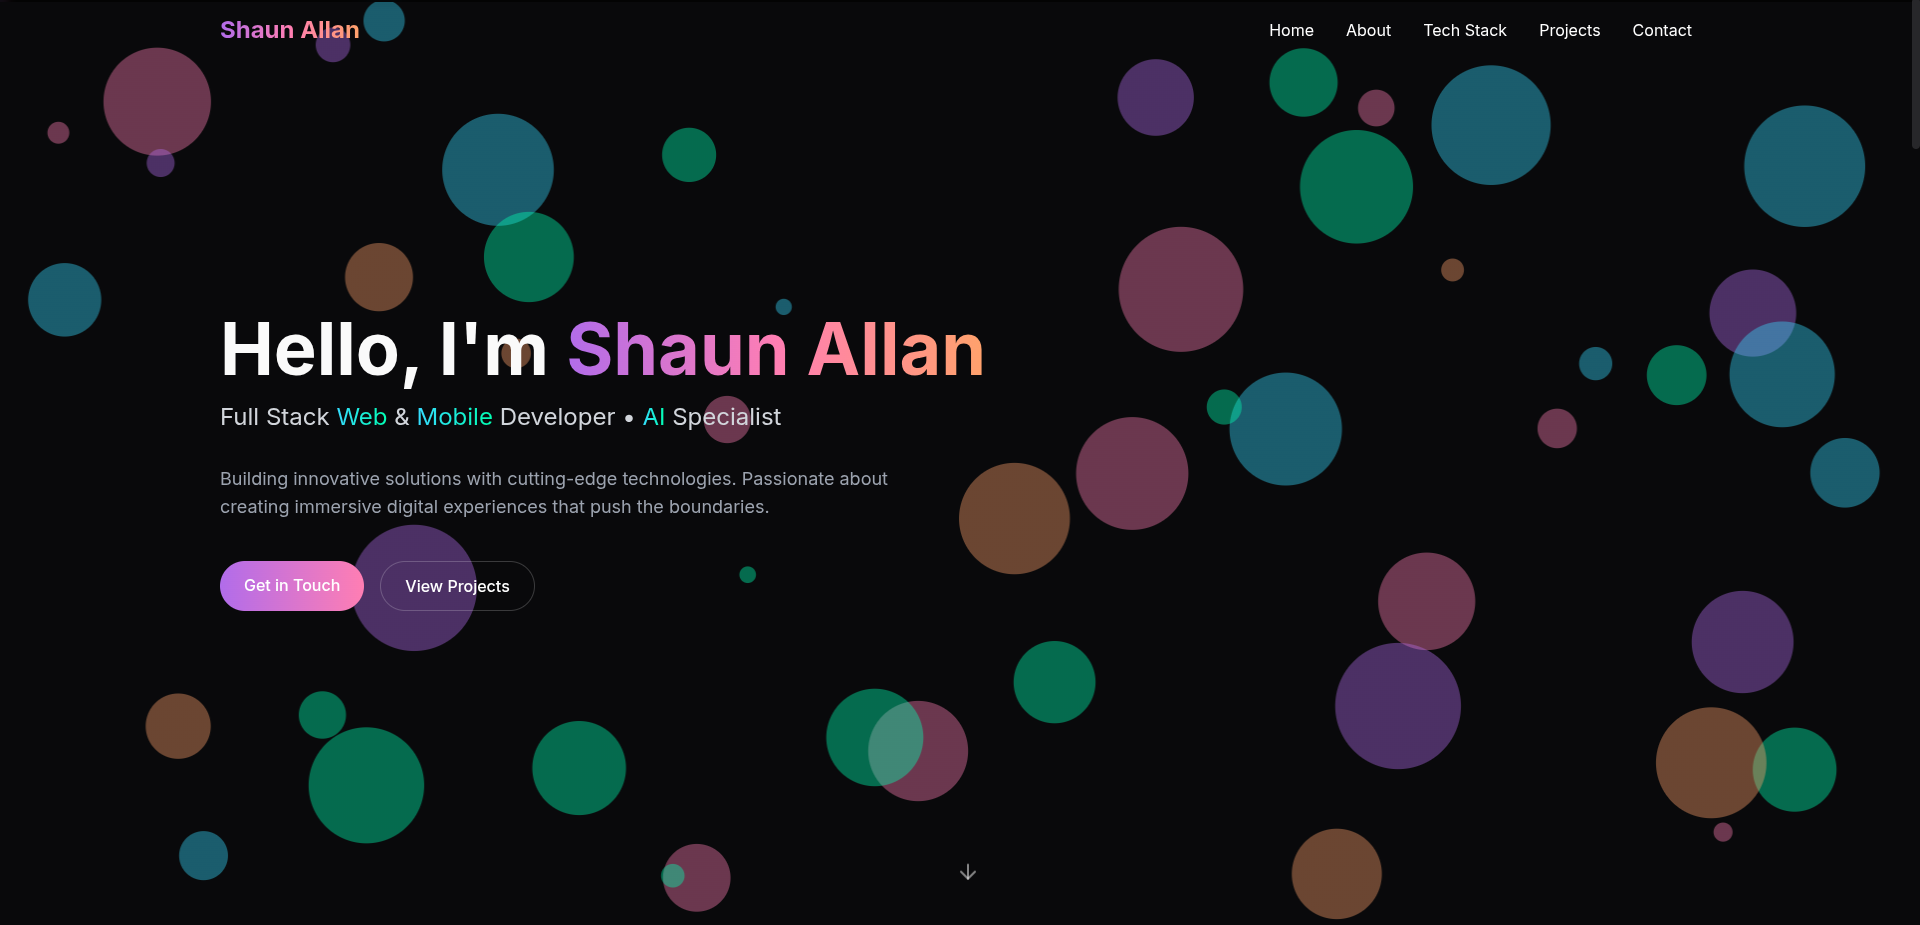 Shaun Allan
Home About Tech Stack Projects Contact
Hello, I'm Shaun Allan
Full Stack Web & Mobile Developer • AI Specialist
Building innovative solutions with cutting-edge technologies. Passionate about
creating immersive digital experiences that push the boundaries.
Get in Touch View Projects